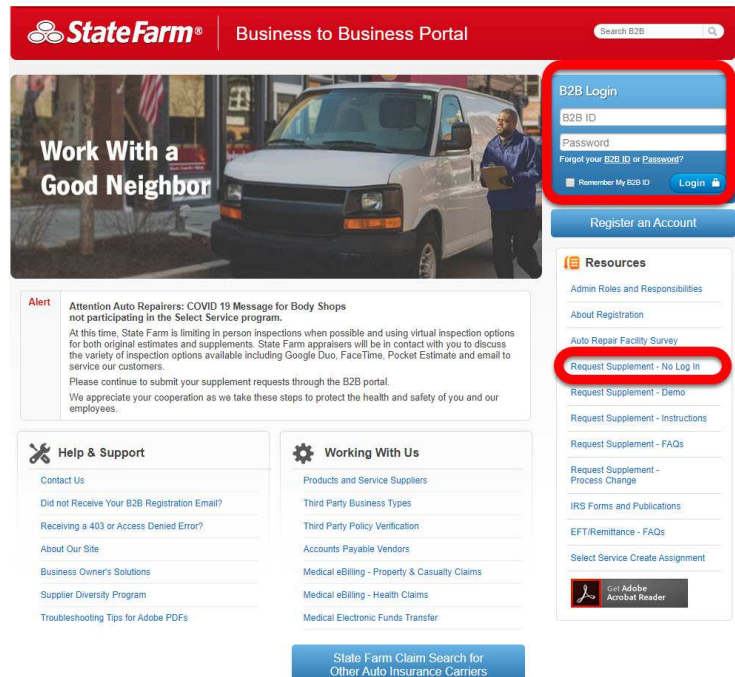 StateFarm®
Business to Business Portal
Search B2B
Work With a
Good Neighbor
B2B Login
B2B ID
Password
Forgot your B2B ID or Password?
Remember My B2B ID
Login
Register an Account
Resources
Admin Roles and Responsibilities
About Registration
Auto Repair Facility Survey
Request Supplement - No Log In
Request Supplement - Demo
Request Supplement - Instructions
Request Supplement - FAQs
Request Supplement -
Process Change
IRS Forms and Publications
EFT/Remittance - FAQs
Select Service Create Assignment
Get Adobe
Acrobat Reader
Alert
Attention Auto Repairers: COVID 19 Message for Body Shops
not participating in the Select Service program.
At this time, State Farm is limiting in person inspections when possible and using virtual inspection options
for both original estimates and supplements. State Farm appraisers will be in contact with you to discuss
the variety of inspection options available including Google Duo, FaceTime, Pocket Estimate and email to
service our customers.
Please continue to submit your supplement requests through the B2B portal.
We appreciate your cooperation as we take these steps to protect the health and safety of you and our
employees.
Help & Support
Contact Us
Did not Receive Your B2B Registration Email?
Receiving a 403 or Access Denied Error?
About Our Site
Business Owner's Solutions
Supplier Diversity Program
Troubleshooting Tips for Adobe PDFs
Working With Us
Products and Service Suppliers
Third Party Business Types
Third Party Policy Verification
Accounts Payable Vendors
Medical eBilling - Property & Casualty Claims
Medical eBilling - Health Claims
Medical Electronic Funds Transfer
State Farm Claim Search for
Other Auto Insurance Carriers